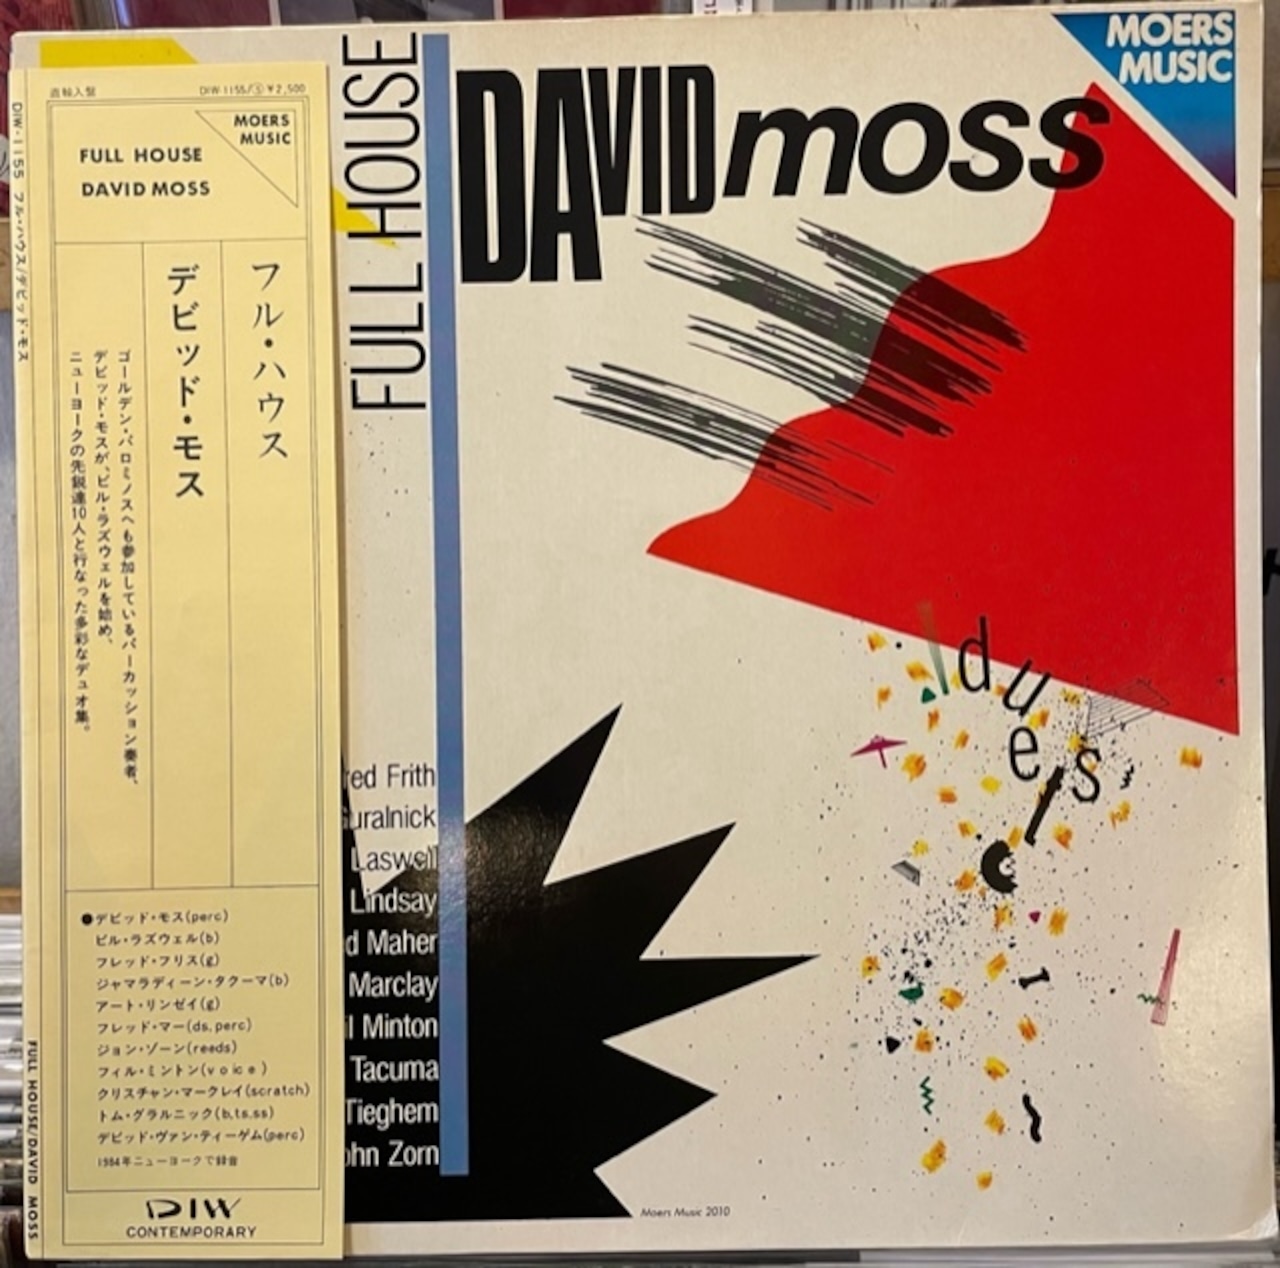 直輸入盤
DIW-1155/Ⓢ ¥2,500
MOERS
MUSIC
FULL HOUSE
DAVID MOSS
フル・ハウス
デビッド・モス
ゴールデン・パロミノスへも参加しているパーカッション奏者、
デビッド・モスが、ビル・ラズウェルを始め、
ニューヨークの先鋭達10人と行なった多彩なデュオ集。
●デビッド・モス(perc)
ビル・ラズウェル(b)
フレッド・フリス(g)
ジャマラディーン・タクーマ(b)
アート・リンゼイ(g)
フレッド・マー(ds, perc)
ジョン・ゾーン(reeds)
フィル・ミントン(voice)
クリスチャン・マークレイ(scratch)
トム・グラルニック(b,ts,ss)
デビッド・ヴァン・ティーゲム(perc)
1984年ニューヨークで録音
DIW
CONTEMPORARY
DIW-1155 フル・ハウス/デビッド・モス
FULL HOUSE/DAVID MOSS
FULL HOUSE
DAVID moss
MOERS
MUSIC
duels
red Frith
uralnick
Laswell
Lindsay
d Maher
Marclay
il Minton
Tacuma
Tieghem
ohn Zorn
Moers Music 2010